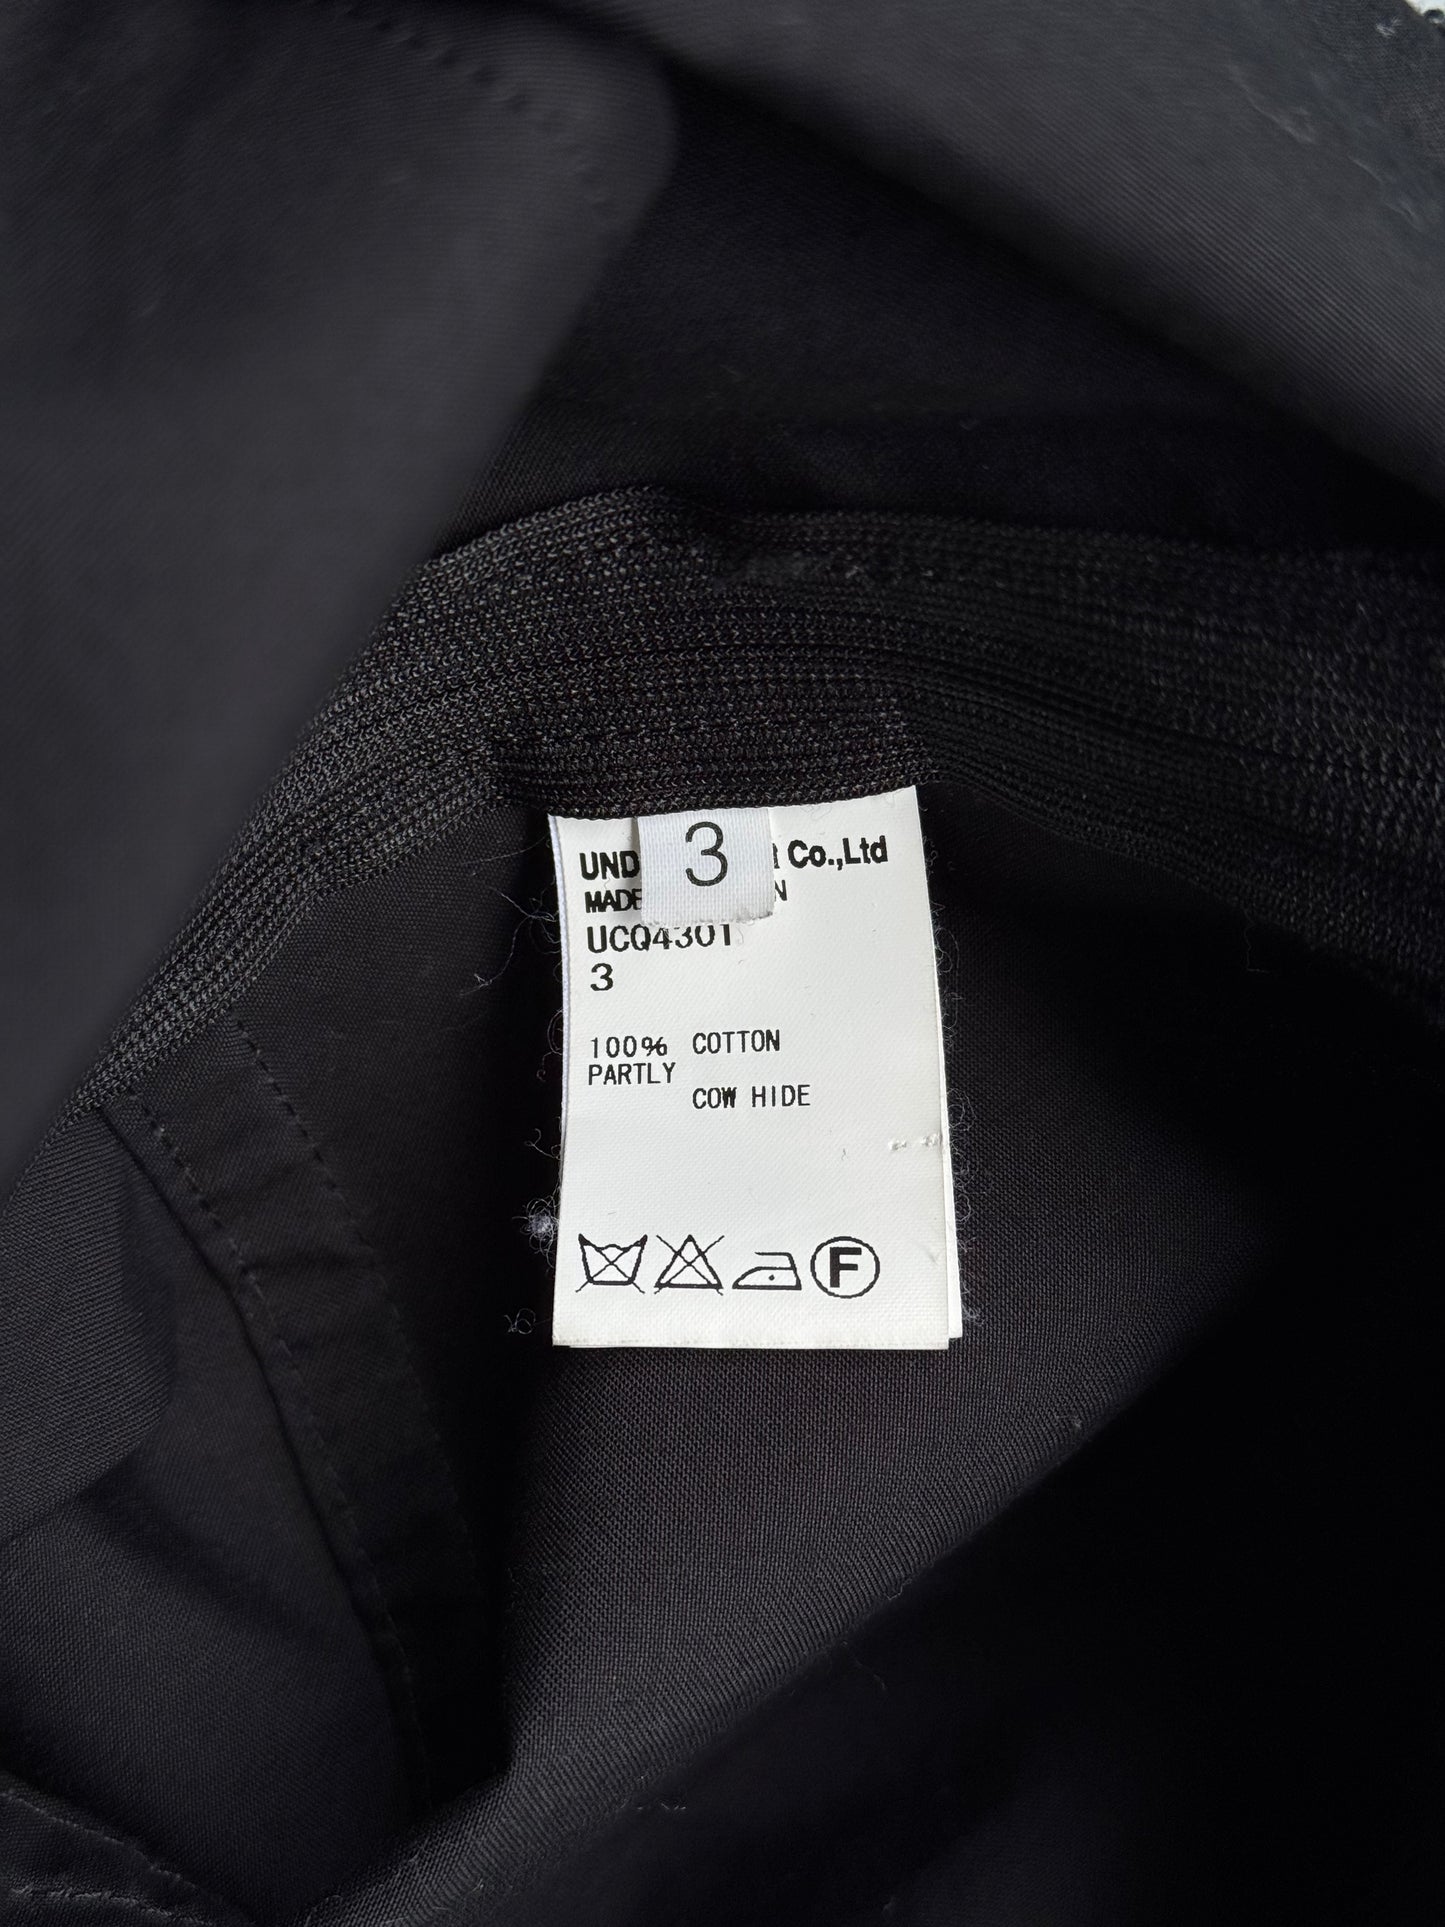 3
UND Co.,Ltd
MADE N
UCQ4301
3
100% COTTON
PARTLY
COW HIDE
F